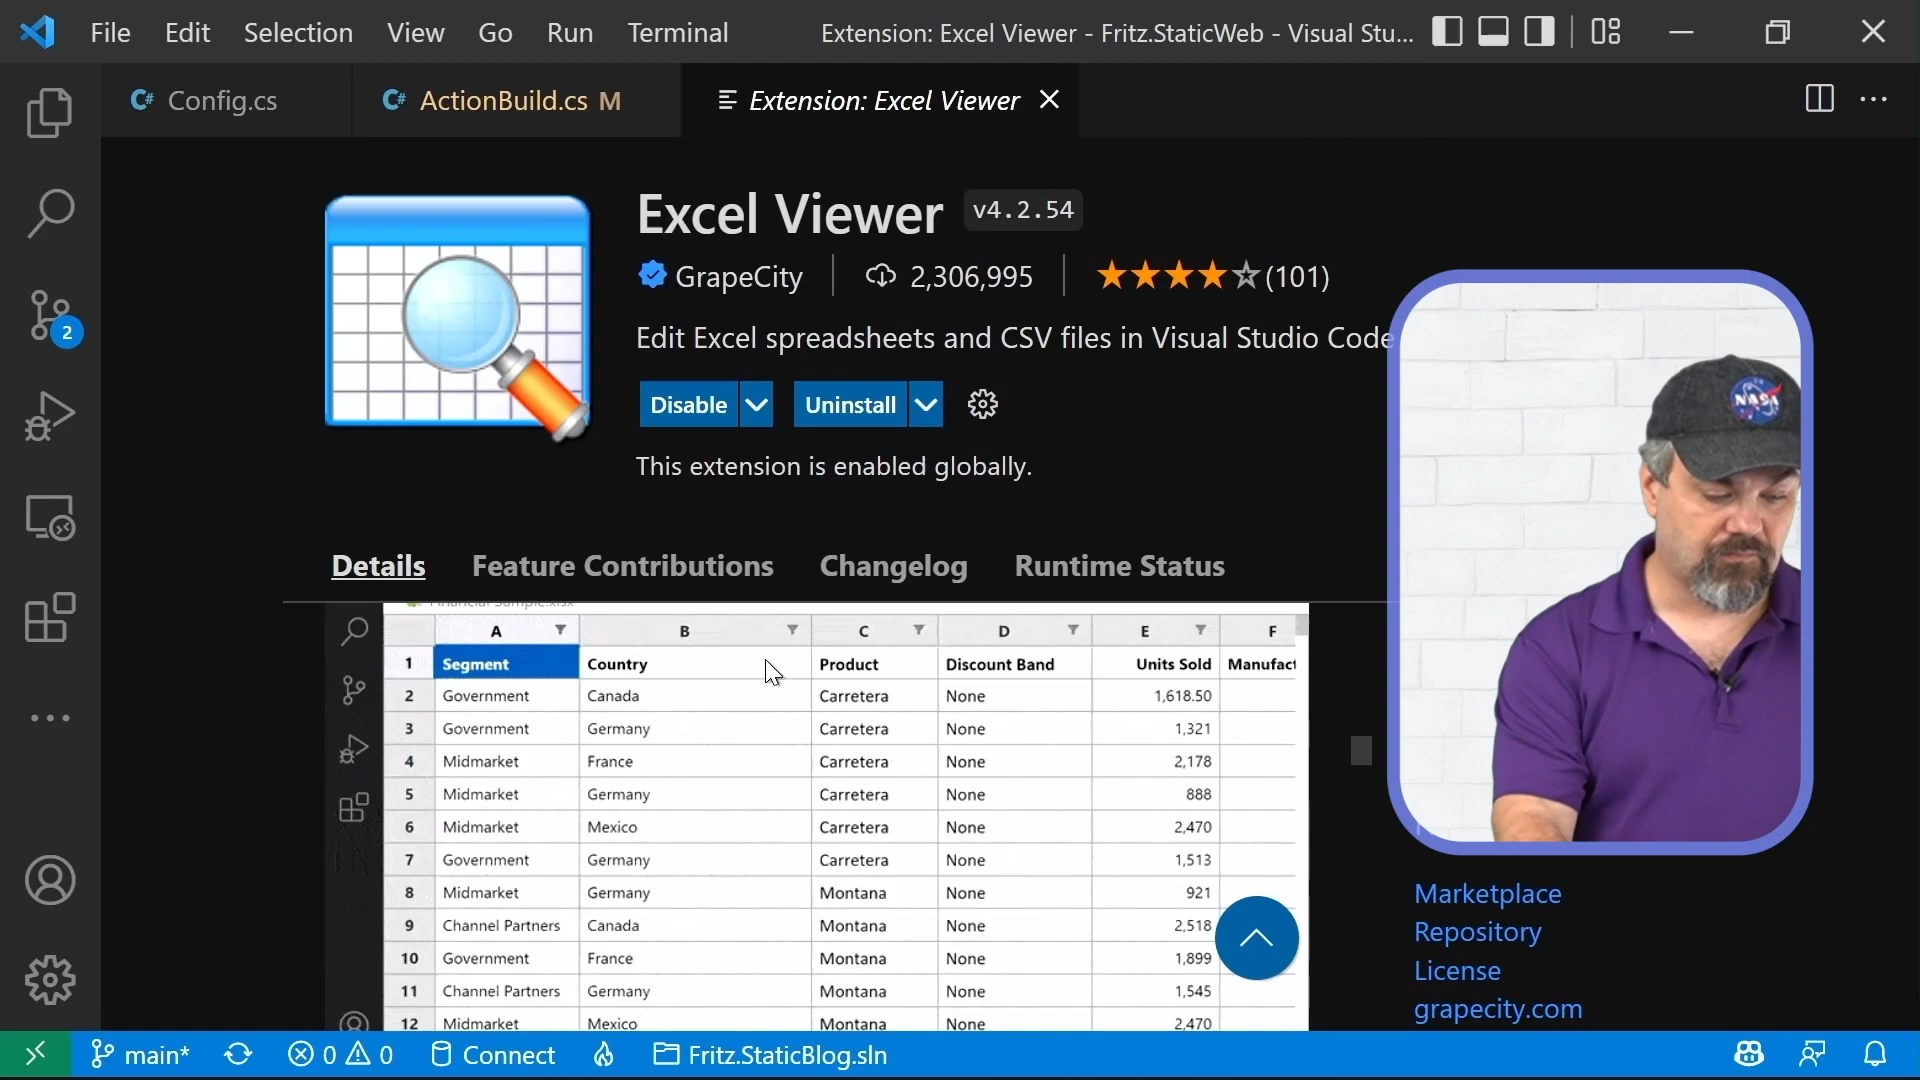 File Edit Selection View Go Run Terminal Extension: Excel Viewer - Fritz.StaticWeb - Visual Stu...
C# Config.cs C# ActionBuild.cs M Extension: Excel Viewer
Excel Viewer v4.2.54
GrapeCity 2,306,995 (101)
Edit Excel spreadsheets and CSV files in Visual Studio Code
NASA
2
Disable Uninstall
This extension is enabled globally.
Details Feature Contributions Changelog Runtime Status
Financial Sample.xlsx
A B C D E F
1 Segment Country Product Discount Band Units Sold Manufact
2 Government Canada Carretera None 1,618.50
3 Government Germany Carretera None 1,321
4 Midmarket France Carretera None 2,178
5 Midmarket Germany Carretera None 888
6 Midmarket Mexico Carretera None 2,470
7 Government Germany Carretera None 1,513
8 Midmarket Germany Montana None 921
9 Channel Partners Canada Montana None 2,518
10 Government France Montana None 1,899
11 Channel Partners Germany Montana None 1,545
12 Midmarket Mexico Montana None 2,470
Marketplace
Repository
License
grapecity.com
main* 0 0 Connect Fritz.StaticBlog.sln